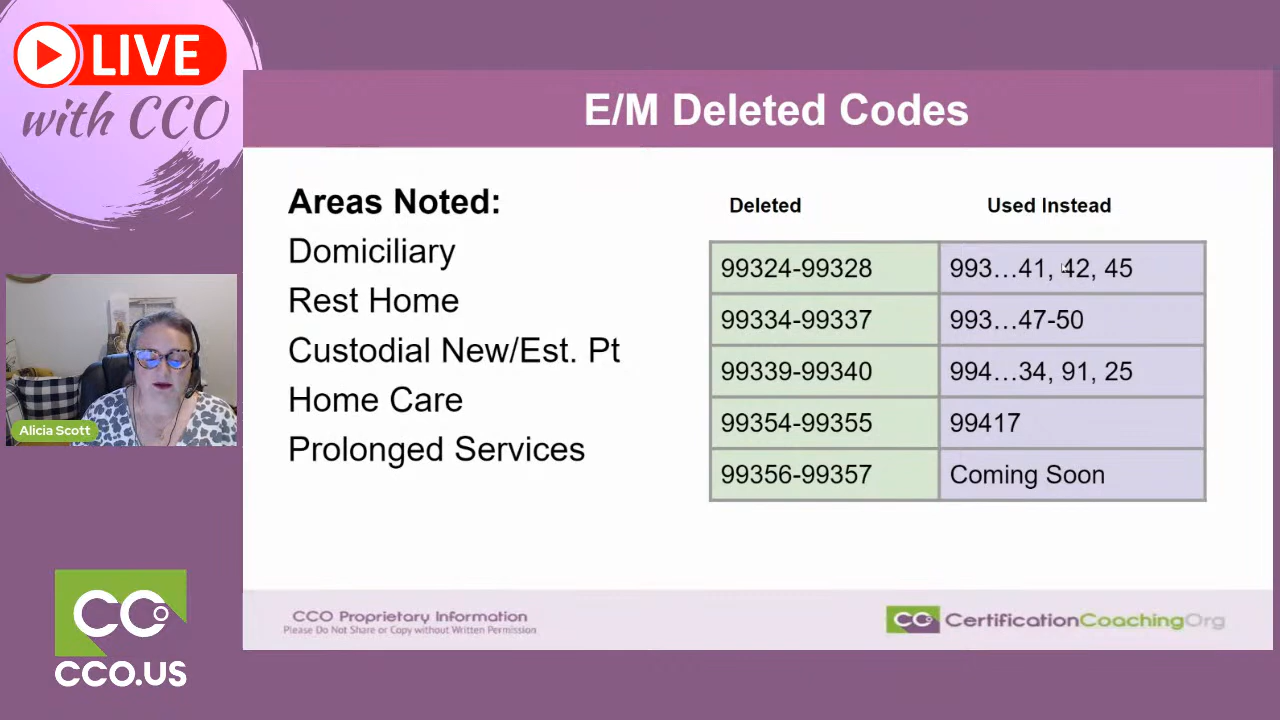 LIVE
with CCO
E/M Deleted Codes
Areas Noted:
Domiciliary
Rest Home
Custodial New/Est. Pt
Home Care
Prolonged Services
Deleted Used Instead
99324-99328 993...41, 42, 45
99334-99337 993...47-50
99339-99340 994...34, 91, 25
99354-99355 99417
99356-99357 Coming Soon
Alicia Scott
CCO
CCO.US
CCO Proprietary Information
Please Do Not Share or Copy without Written Permission
CCO CertificationCoachingOrg